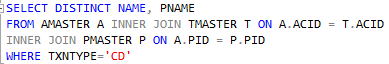 SELECT DISTINCT NAME, PNAME
FROM AMASTER A INNER JOIN TMASTER T ON A.ACID = T.ACID
INNER JOIN PMASTER P ON A.PID = P.PID
WHERE TXNTYPE='CD'